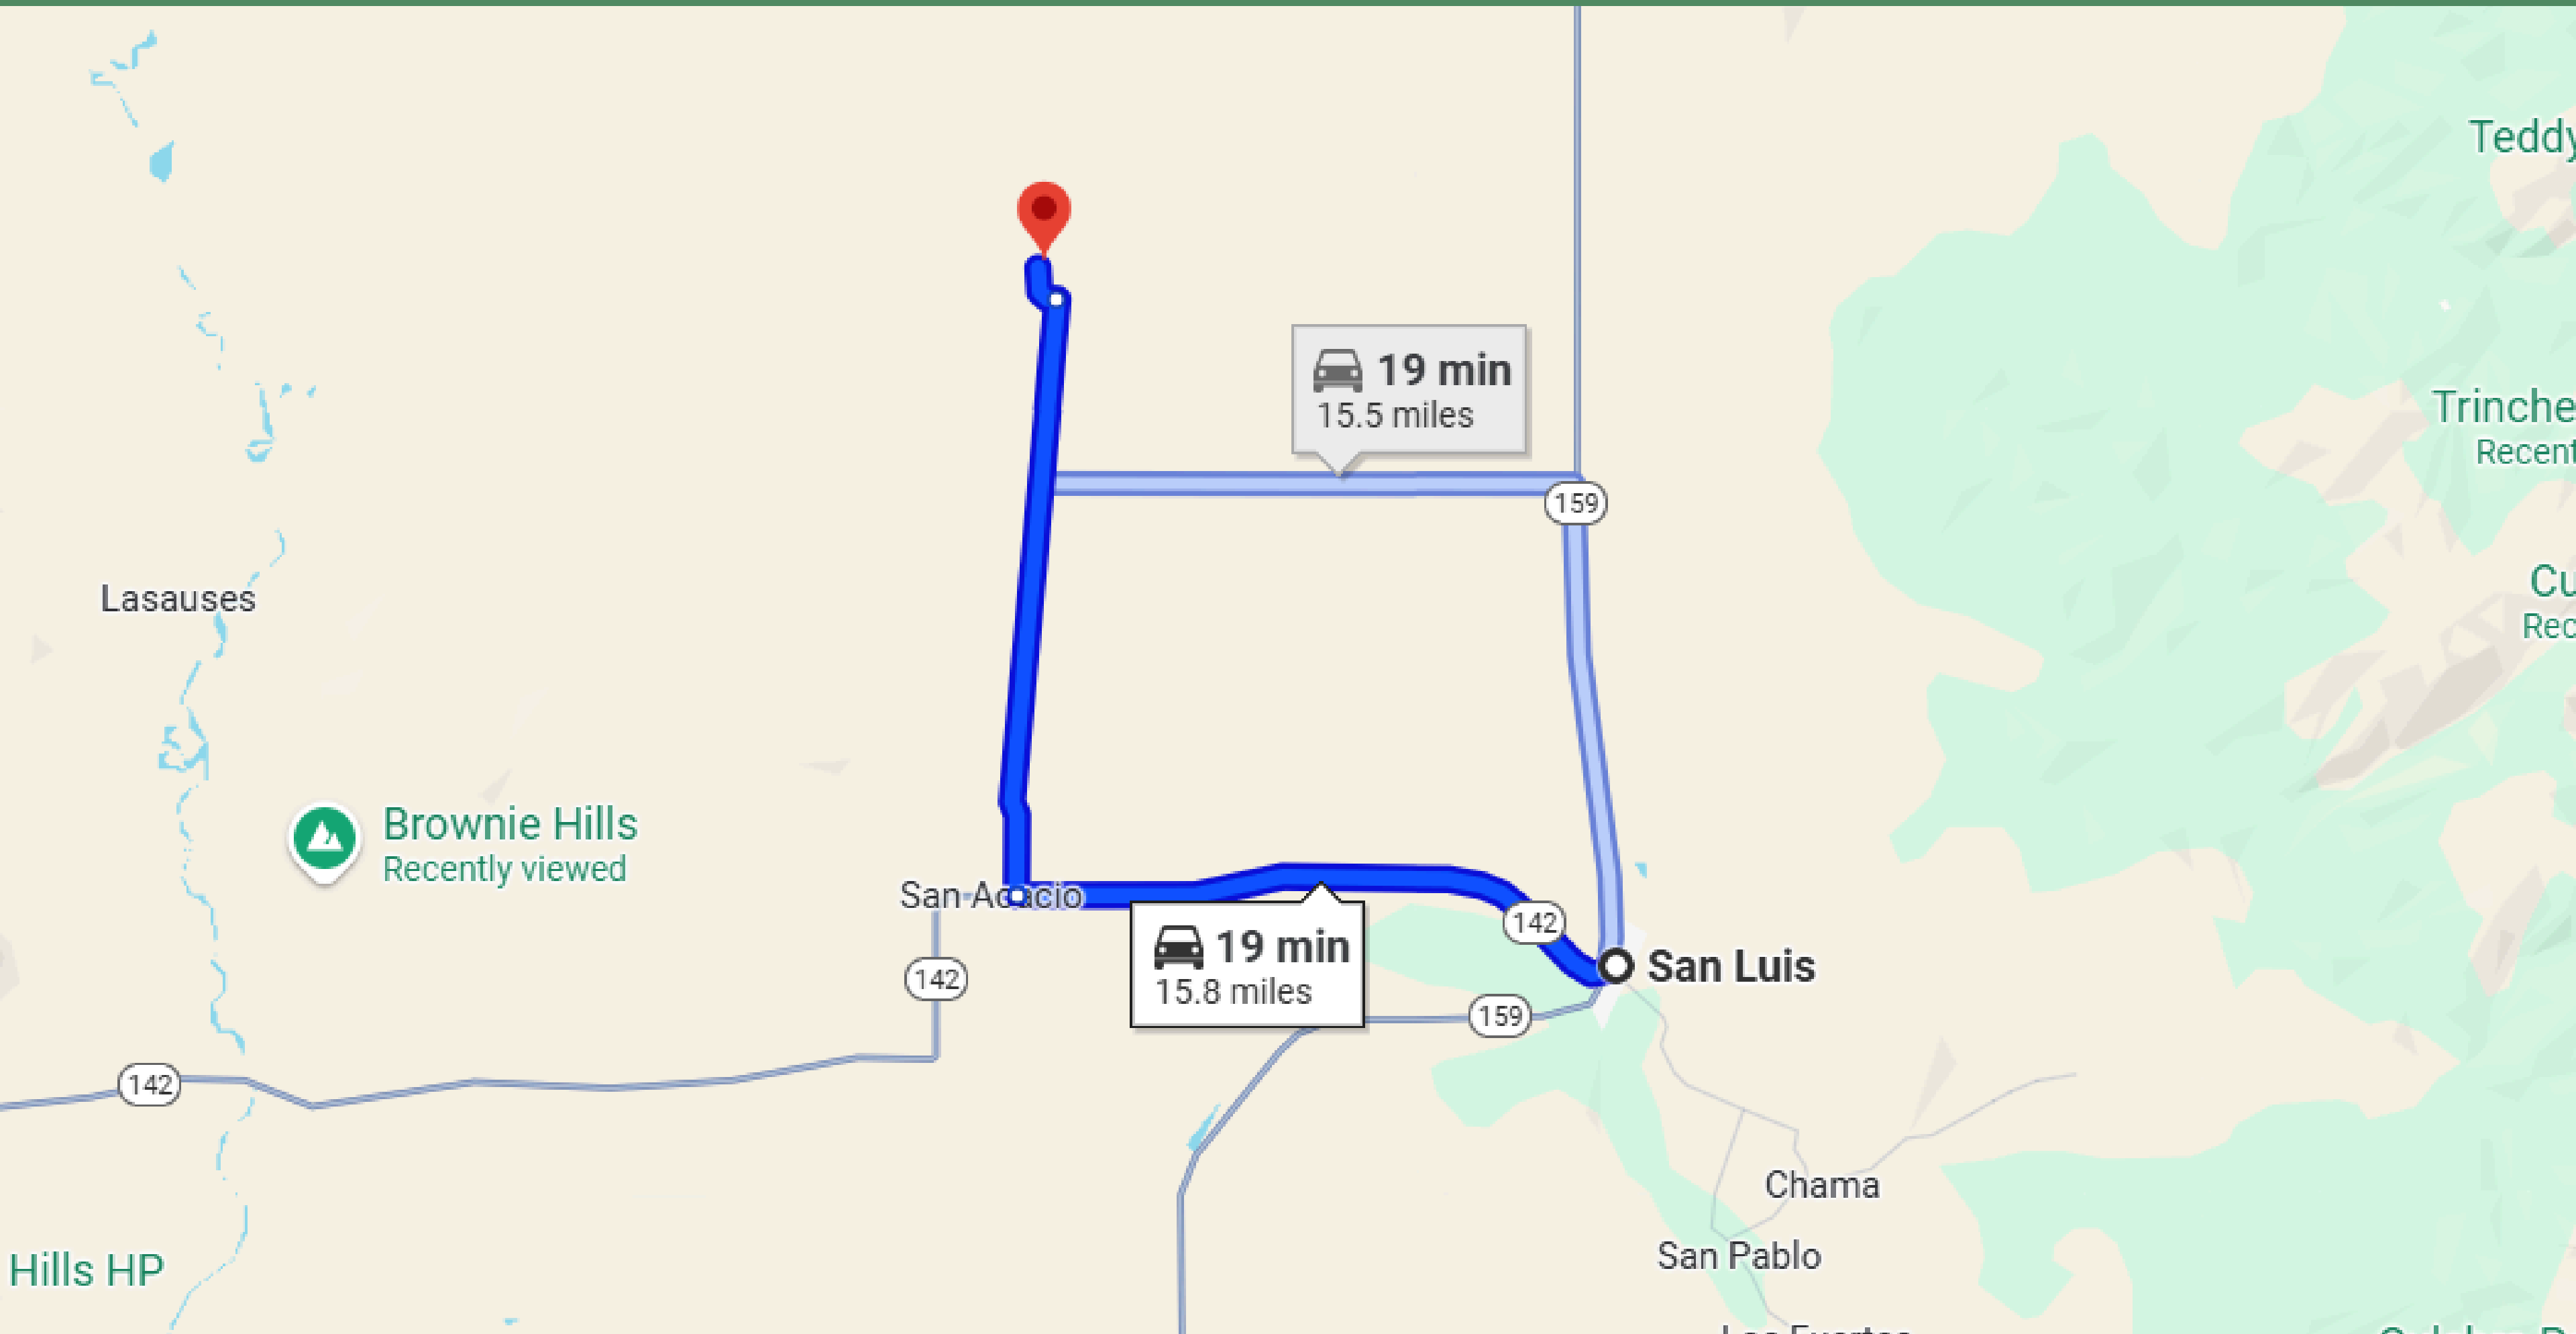 Teddy
19 min
15.5 miles
Trinche
Recent
159
Lasauses
Cu
Rec
Brownie Hills
Recently viewed
San Acacio
142
19 min
15.8 miles
San Luis
142
159
142
Chama
San Pablo
Hills HP